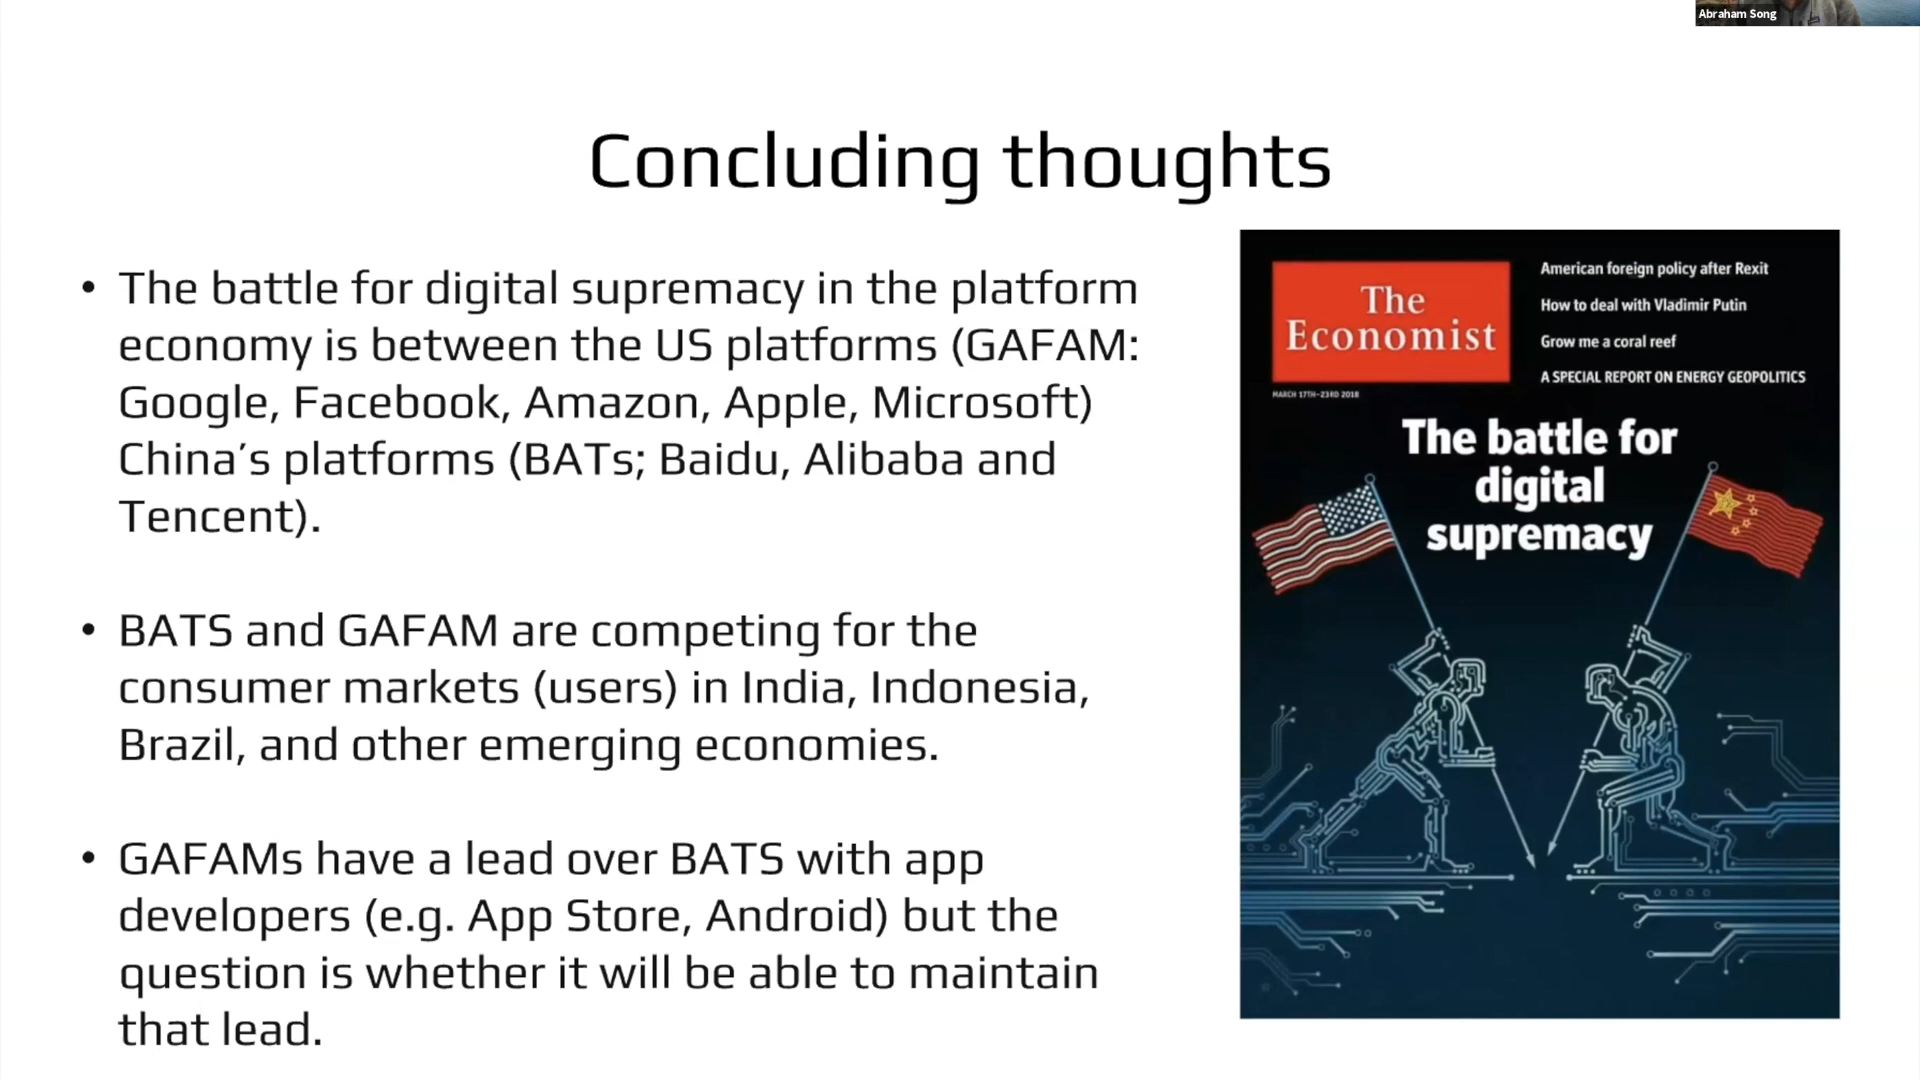 Abraham Song
Concluding thoughts
• The battle for digital supremacy in the platform
economy is between the US platforms (GAFAM:
Google, Facebook, Amazon, Apple, Microsoft)
China’s platforms (BATs; Baidu, Alibaba and
Tencent).
• BATS and GAFAM are competing for the
consumer markets (users) in India, Indonesia,
Brazil, and other emerging economies.
• GAFAMs have a lead over BATS with app
developers (e.g. App Store, Android) but the
question is whether it will be able to maintain
that lead.
The
Economist
MARCH 17TH–23RD 2018
American foreign policy after Rexit
How to deal with Vladimir Putin
Grow me a coral reef
A SPECIAL REPORT ON ENERGY GEOPOLITICS
The battle for
digital
supremacy